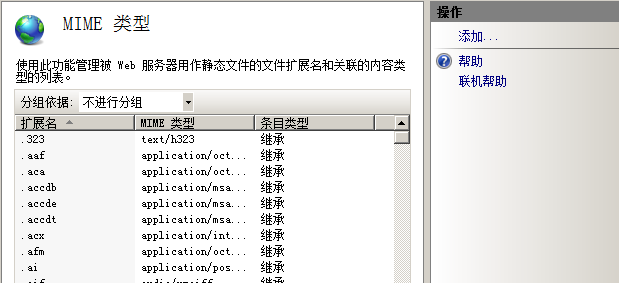 MIME 类型
操作
添加...
帮助
联机帮助
使用此功能管理被 Web 服务器用作静态文件的文件扩展名和关联的内容类
型的列表。
分组依据: 不进行分组
扩展名 MIME 类型 条目类型
.323 text/h323 继承
.aaf application/oct... 继承
.aca application/oct... 继承
.accdb application/msa... 继承
.accde application/msa... 继承
.accdt application/msa... 继承
.acx application/int... 继承
.afm application/oct... 继承
.ai application/pos... 继承